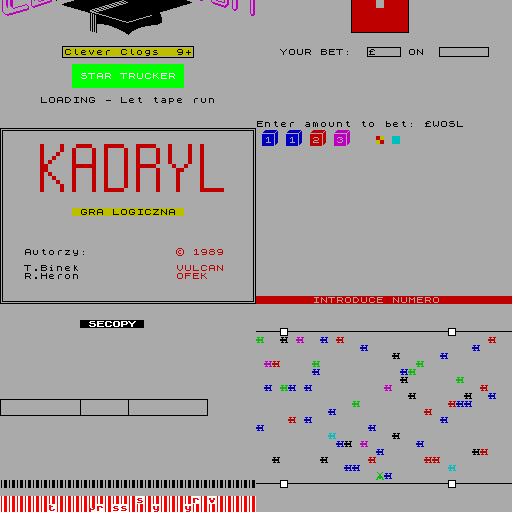 Clever Clogs 9+
STAR TRUCKER
LOADING - Let tape run
YOUR BET: £ ON
Enter amount to bet: £WOSL
1 1 2 3
KADRYL
GRA LOGICZNA
Autorzy: © 1989
T.Binek VULCAN
R.Heron OFEK
INTRODUCE NUMERO
SECOPY